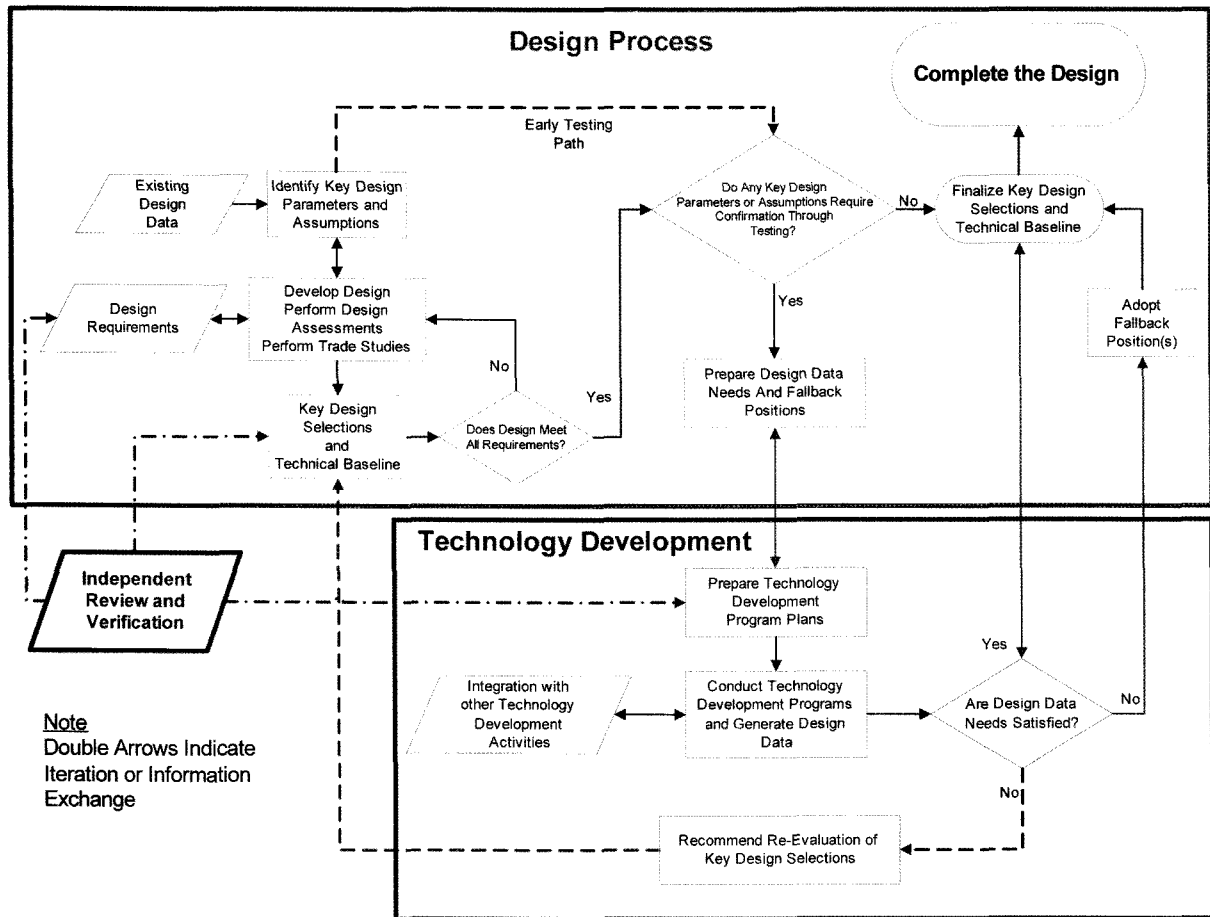 Design Process
Complete the Design
Early Testing
Path
Existing
Design
Data
Identify Key Design
Parameters and
Assumptions
Do Any Key Design
Parameters or Assumptions Require
Confirmation Through
Testing?
No
Finalize Key Design
Selections and
Technical Baseline
Design
Requirements
Develop Design
Perform Design
Assessments
Perform Trade Studies
Yes
Adopt
Fallback
Position(s)
No
Yes
Prepare Design Data
Needs And Fallback
Positions
Key Design
Selections
and
Technical Baseline
Does Design Meet
All Requirements?
Technology Development
Independent
Review and
Verification
Prepare Technology
Development
Program Plans
Yes
Integration with
other Technology
Development
Activities
Conduct Technology
Development Programs
and Generate Design
Data
Are Design Data
Needs Satisfied?
No
Note
Double Arrows Indicate
Iteration or Information
Exchange
No
Recommend Re-Evaluation of
Key Design Selections